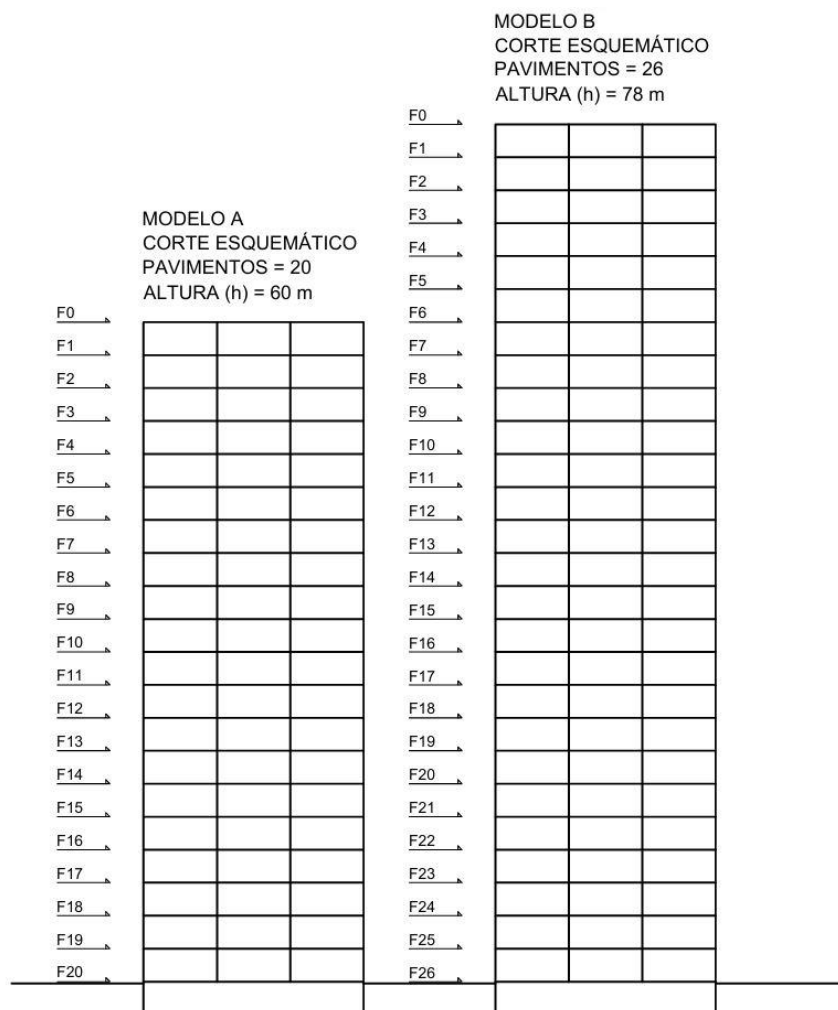 MODELO B
CORTE ESQUEMÁTICO
PAVIMENTOS = 26
ALTURA (h) = 78 m
F0
F1
F2
F3
F4
F5
F6
F7
F8
F9
F10
F11
F12
F13
F14
F15
F16
F17
F18
F19
F20
F21
F22
F23
F24
F25
F26
MODELO A
CORTE ESQUEMÁTICO
PAVIMENTOS = 20
ALTURA (h) = 60 m
F0
F1
F2
F3
F4
F5
F6
F7
F8
F9
F10
F11
F12
F13
F14
F15
F16
F17
F18
F19
F20